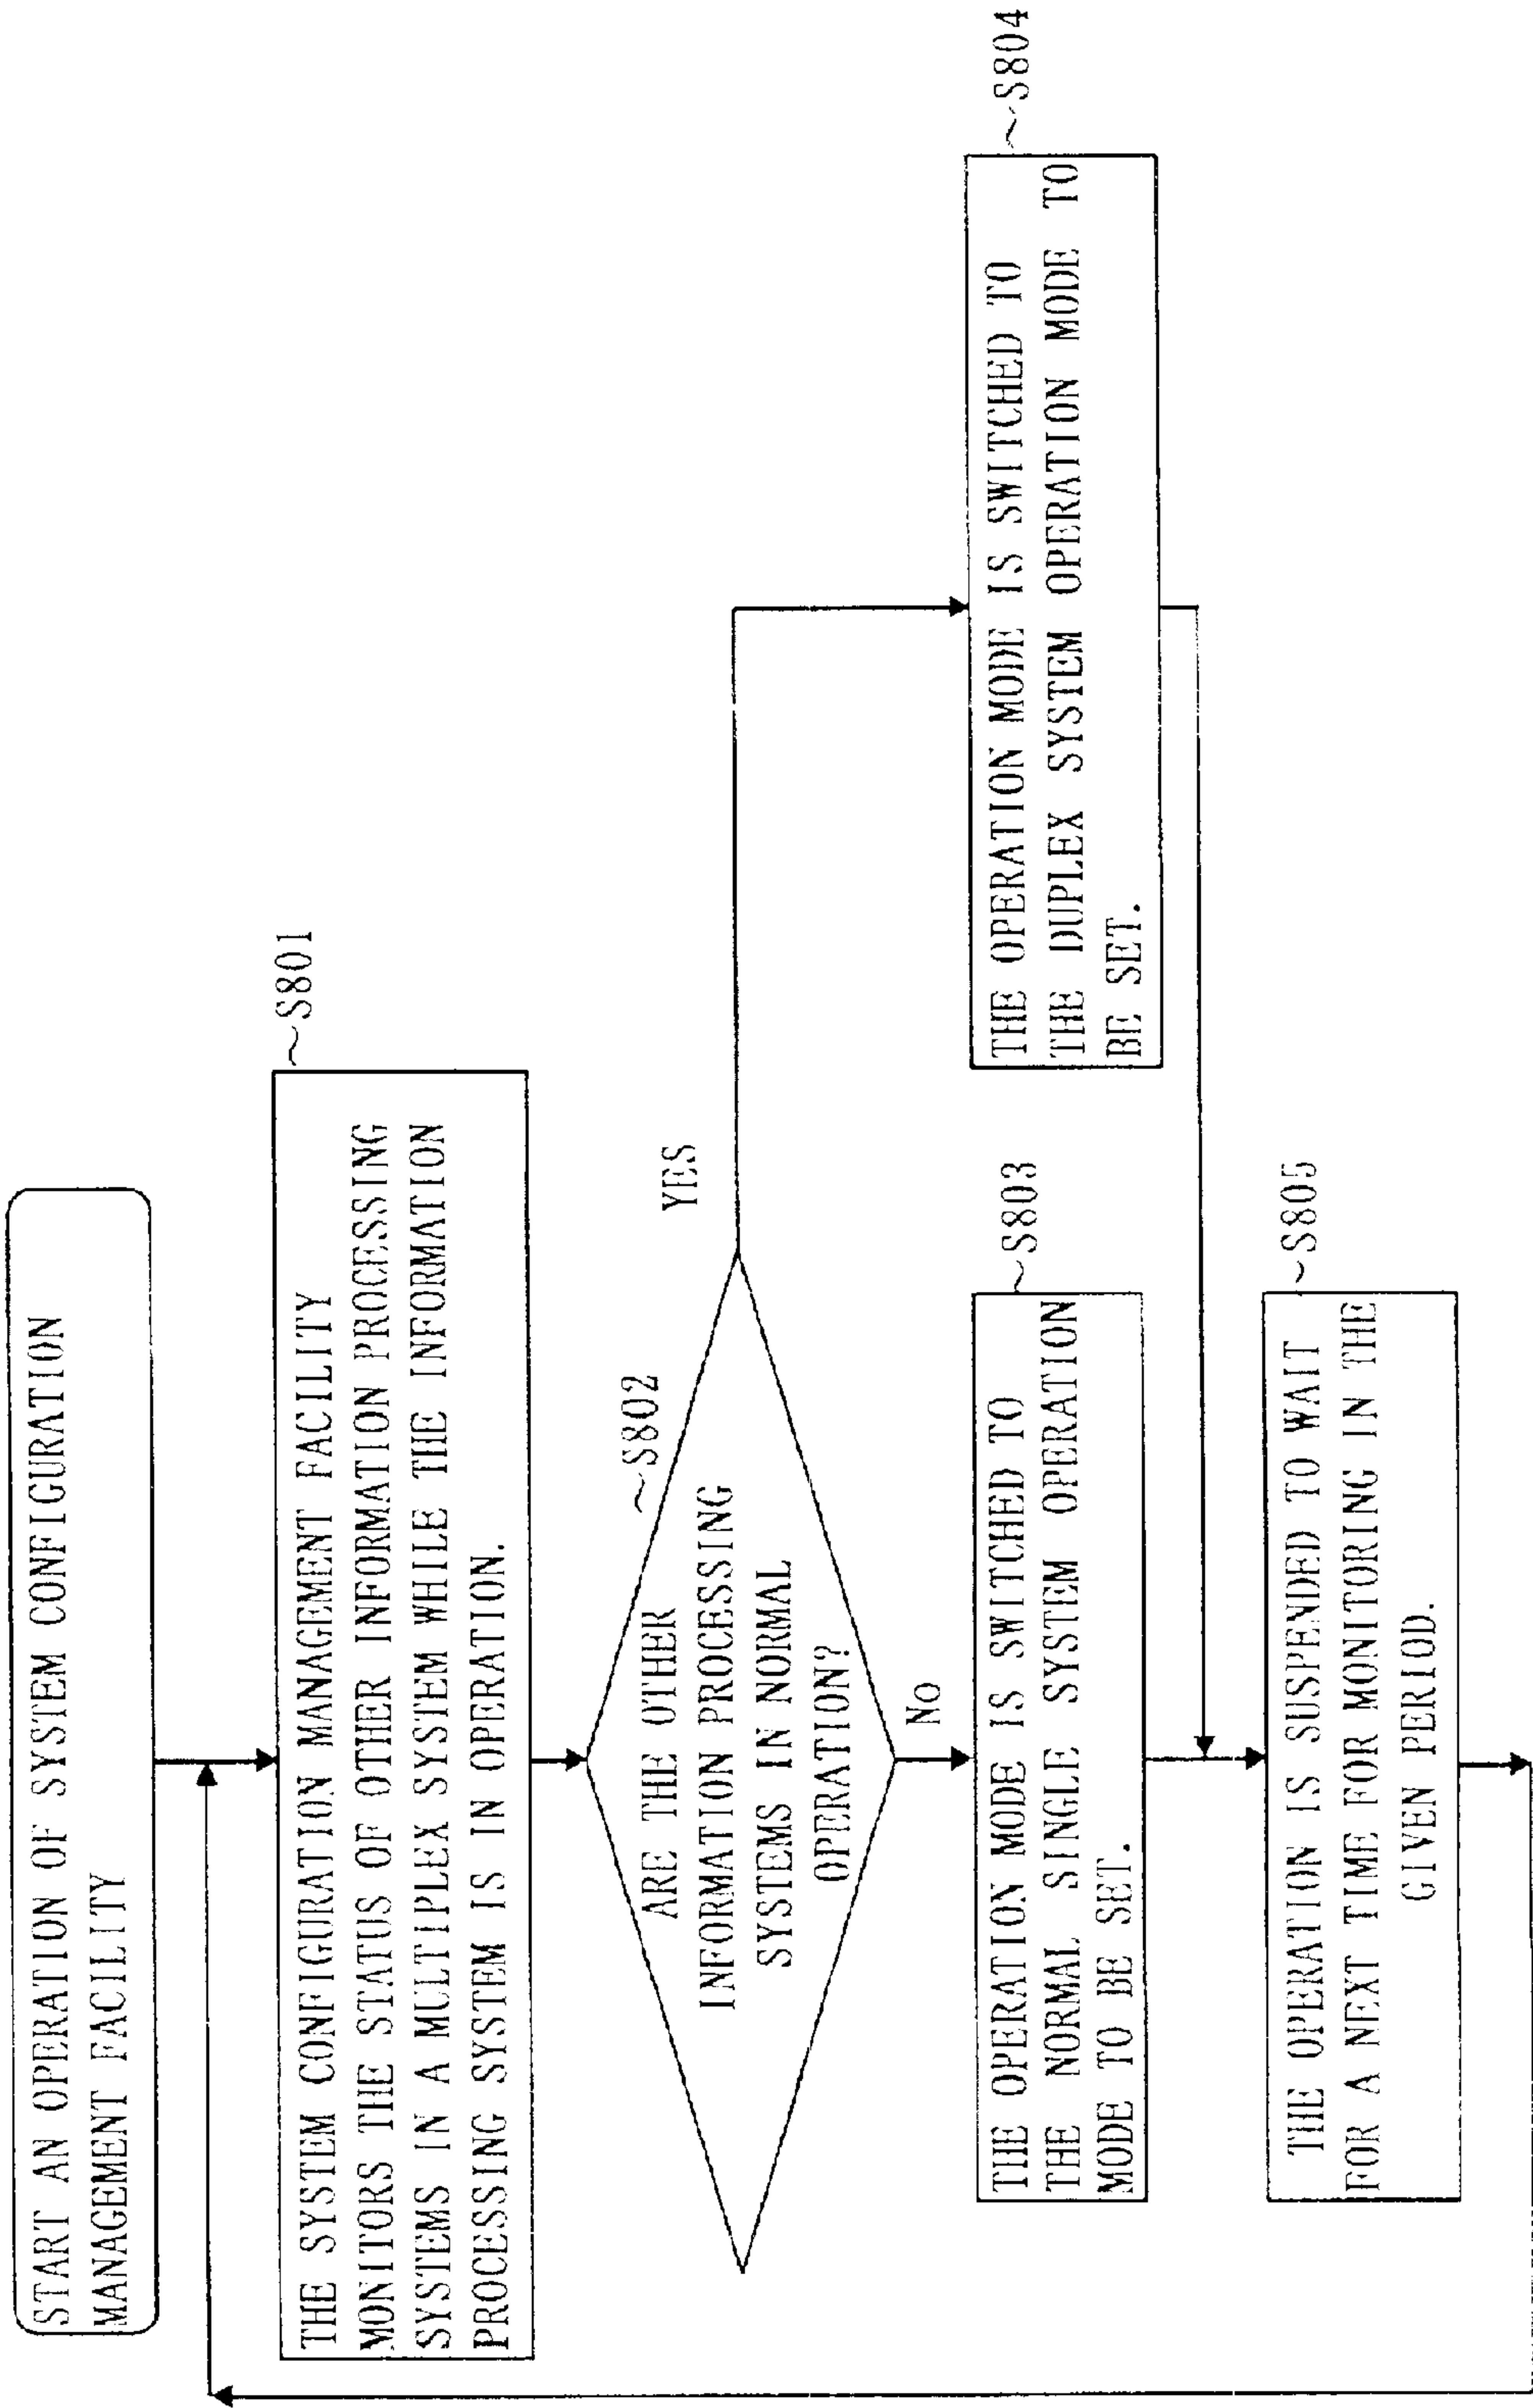 START AN OPERATION OF SYSTEM CONFIGURATION
MANAGEMENT FACILITY
~S801
THE SYSTEM CONFIGURATION MANAGEMENT FACILITY
MONITORS THE STATUS OF OTHER INFORMATION PROCESSING
SYSTEMS IN A MULTIPLEX SYSTEM WHILE THE INFORMATION
PROCESSING SYSTEM IS IN OPERATION.
~S802
ARE THE OTHER
INFORMATION PROCESSING
SYSTEMS IN NORMAL
OPERATION?
YES
No
~S803
THE OPERATION MODE IS SWITCHED TO
THE NORMAL SINGLE SYSTEM OPERATION
MODE TO BE SET.
~S804
THE OPERATION MODE IS SWITCHED TO
THE DUPLEX SYSTEM OPERATION MODE TO
BE SET.
~S805
THE OPERATION IS SUSPENDED TO WAIT
FOR A NEXT TIME FOR MONITORING IN THE
GIVEN PERIOD.